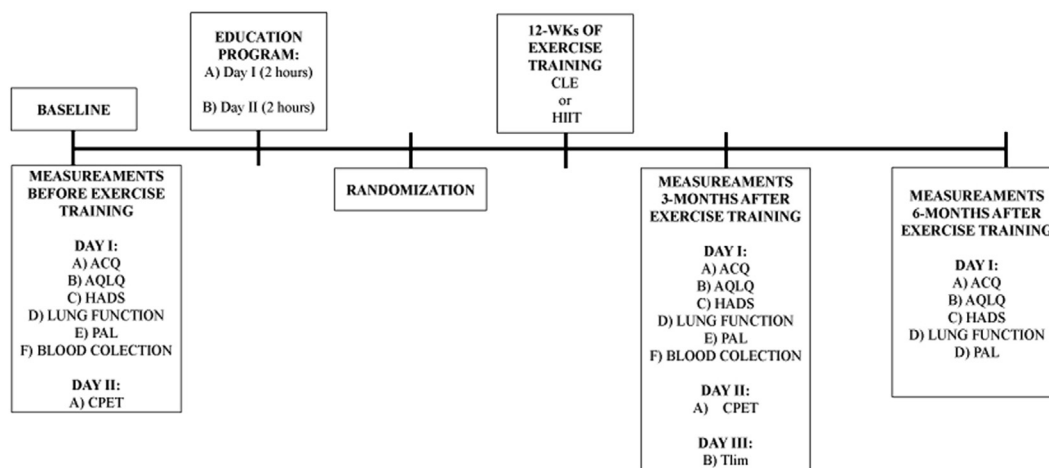 BASELINE
MEASUREAMENTS
BEFORE EXERCISE
TRAINING
DAY I:
A) ACQ
B) AQLQ
C) HADS
D) LUNG FUNCTION
E) PAL
F) BLOOD COLECTION
DAY II:
A) CPET
EDUCATION
PROGRAM:
A) Day I (2 hours)
B) Day II (2 hours)
RANDOMIZATION
12-WKs OF
EXERCISE
TRAINING
CLE
or
HIIT
MEASUREAMENTS
3-MONTHS AFTER
EXERCISE TRAINING
DAY I:
A) ACQ
B) AQLQ
C) HADS
D) LUNG FUNCTION
E) PAL
F) BLOOD COLECTION
DAY II:
A) CPET
DAY III:
B) Tlim
MEASUREAMENTS
6-MONTHS AFTER
EXERCISE TRAINING
DAY I:
A) ACQ
B) AQLQ
C) HADS
D) LUNG FUNCTION
D) PAL